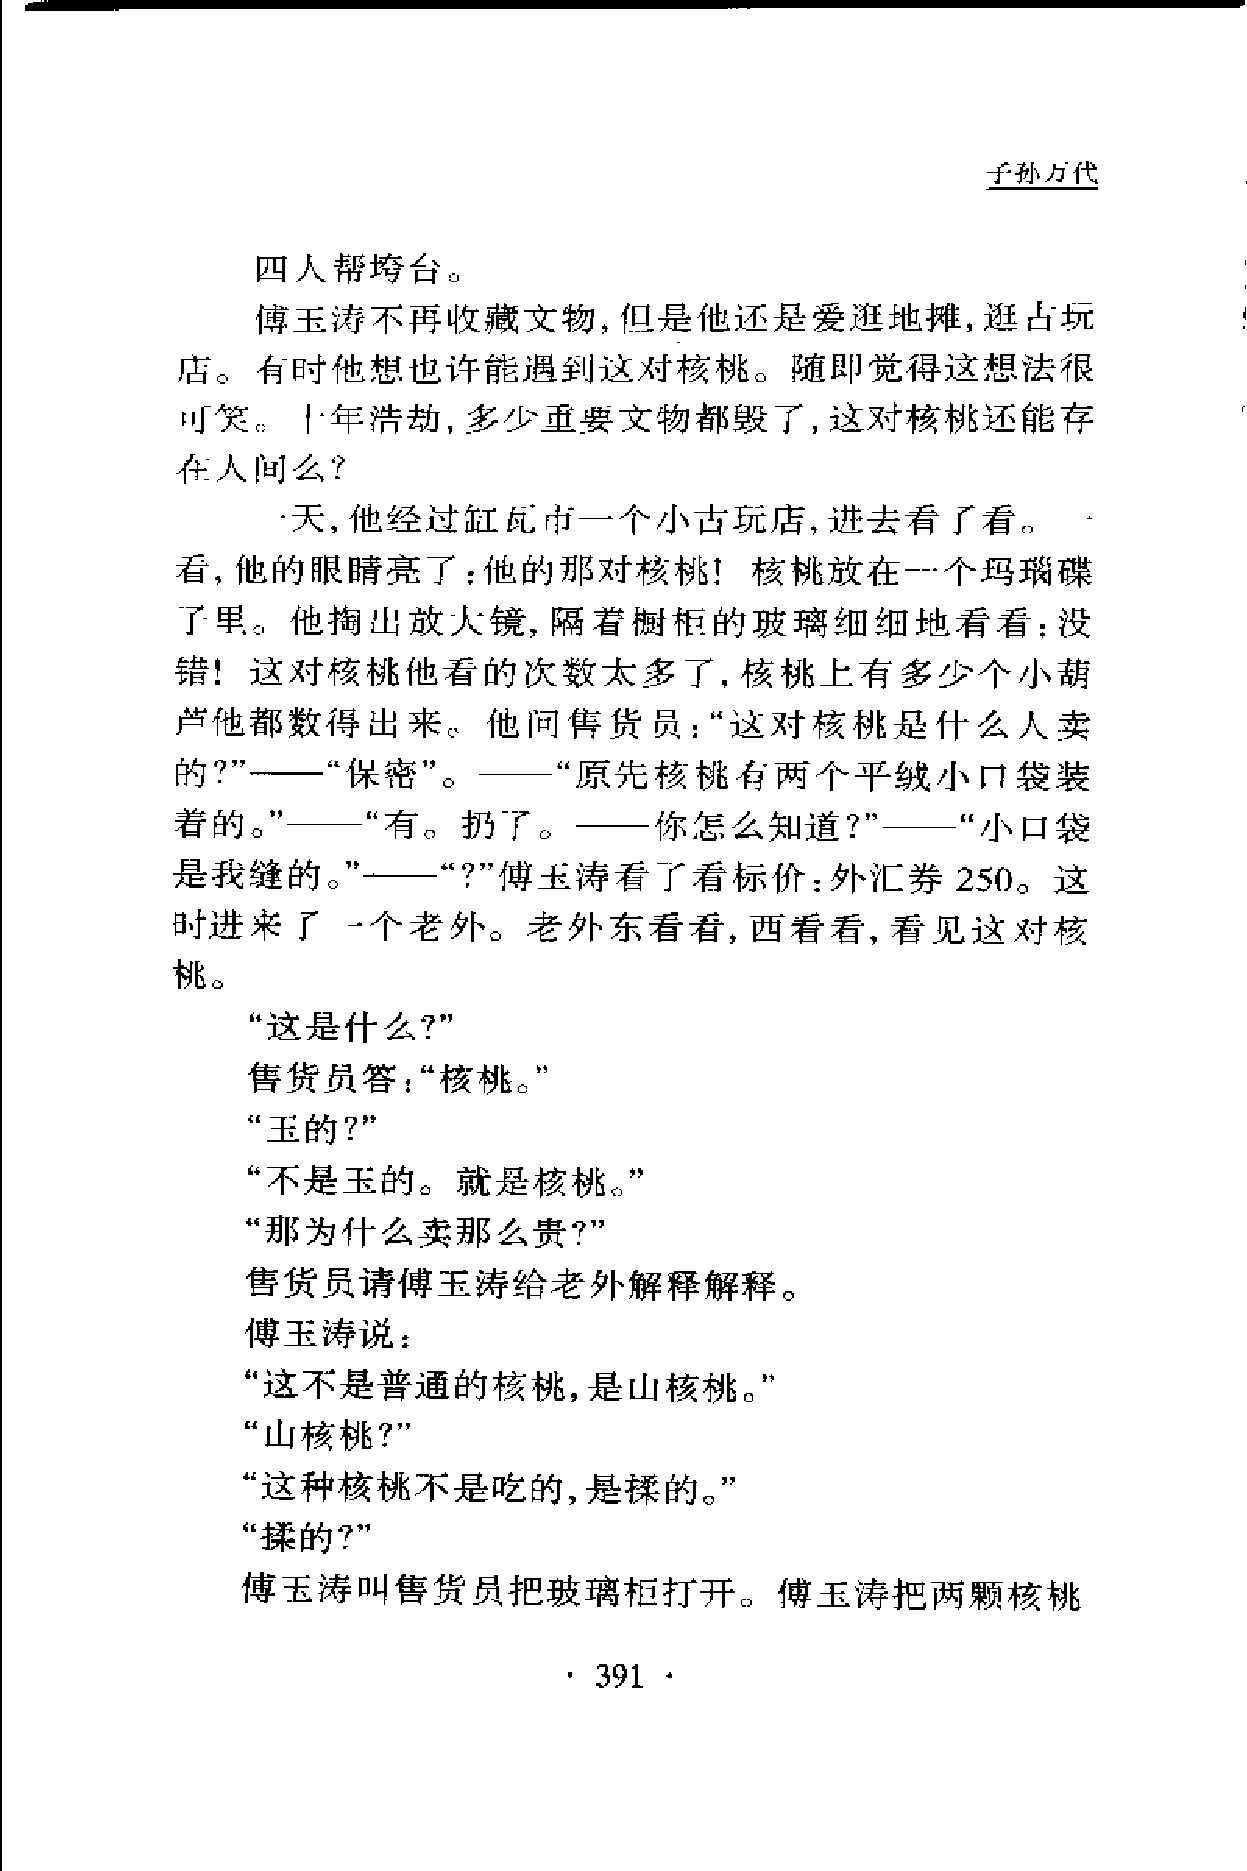 子孙万代
四人帮垮台。
傅玉涛不再收藏文物,但是他还是爱逛地摊,逛古玩
店。有时他想也许能遇到这对核桃。随即觉得这想法很
可笑。十年浩劫,多少重要文物都毁了,这对核桃还能存
在人间么?
一天,他经过缸瓦市一个小古玩店,进去看了看。一
看,他的眼睛亮了:他的那对核桃!核桃放在一个玛瑙碟
子里。他掏出放大镜,隔着橱柜的玻璃细细地看看:没
错!这对核桃他看的次数太多了,核桃上有多少个小葫
芦他都数得出来。他问售货员:“这对核桃是什么人卖
的?”——“保密”。——“原先核桃有两个平绒小口袋装
着的。”——“有。扔了。——你怎么知道?”——“小口袋
是我缝的。”——“?”傅玉涛看了看标价:外汇券 250。这
时进来了一个老外。老外东看看,西看看,看见这对核
桃。
“这是什么?”
售货员答:“核桃。”
“玉的?”
“不是玉的。就是核桃。”
“那为什么卖那么贵?”
售货员请傅玉涛给老外解释解释。
傅玉涛说:
“这不是普通的核桃,是山核桃。”
“山核桃?”
“这种核桃不是吃的,是揉的。”
“揉的?”
傅玉涛叫售货员把玻璃柜打开。傅玉涛把两颗核桃
· 391 ·